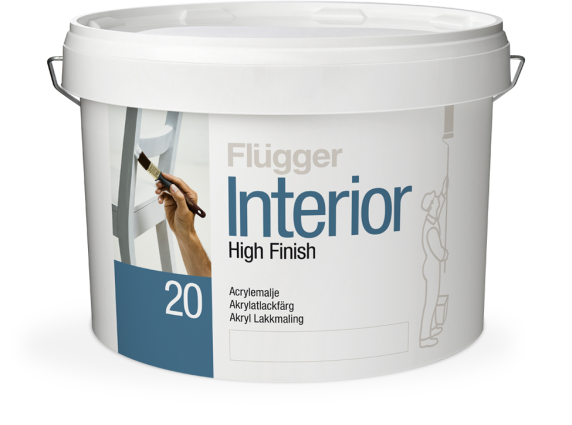 Flügger
Interior
High Finish
20
Acrylemalje
Akrylatlackfärg
Akryl Lakkmaling